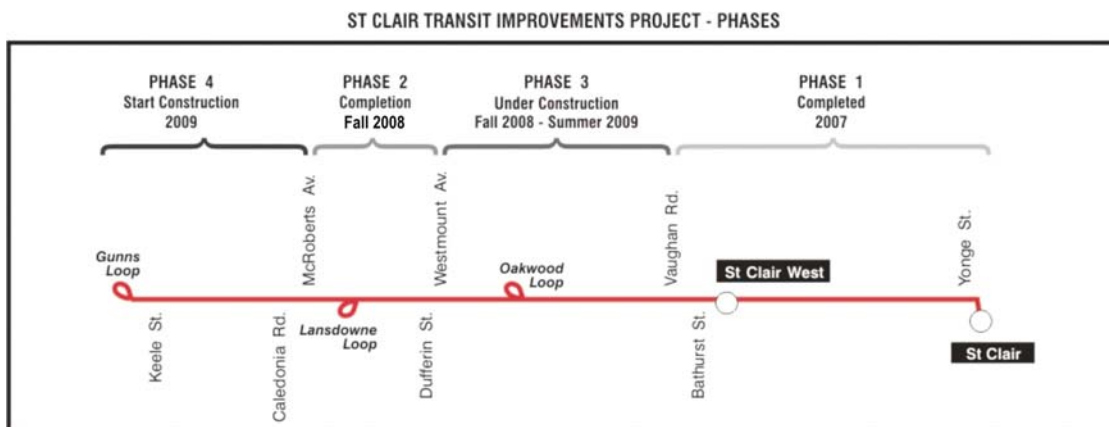 ST CLAIR TRANSIT IMPROVEMENTS PROJECT - PHASES
PHASE 4
Start Construction
2009
PHASE 2
Completion
Fall 2008
PHASE 3
Under Construction
Fall 2008 - Summer 2009
PHASE 1
Completed
2007
McRoberts Av.
Westmount Av.
Vaughan Rd.
Yonge St.
Gunns
Loop
Oakwood
Loop
St Clair West
Keele St.
Caledonia Rd.
Lansdowne
Loop
Dufferin St.
Bathurst St.
St Clair